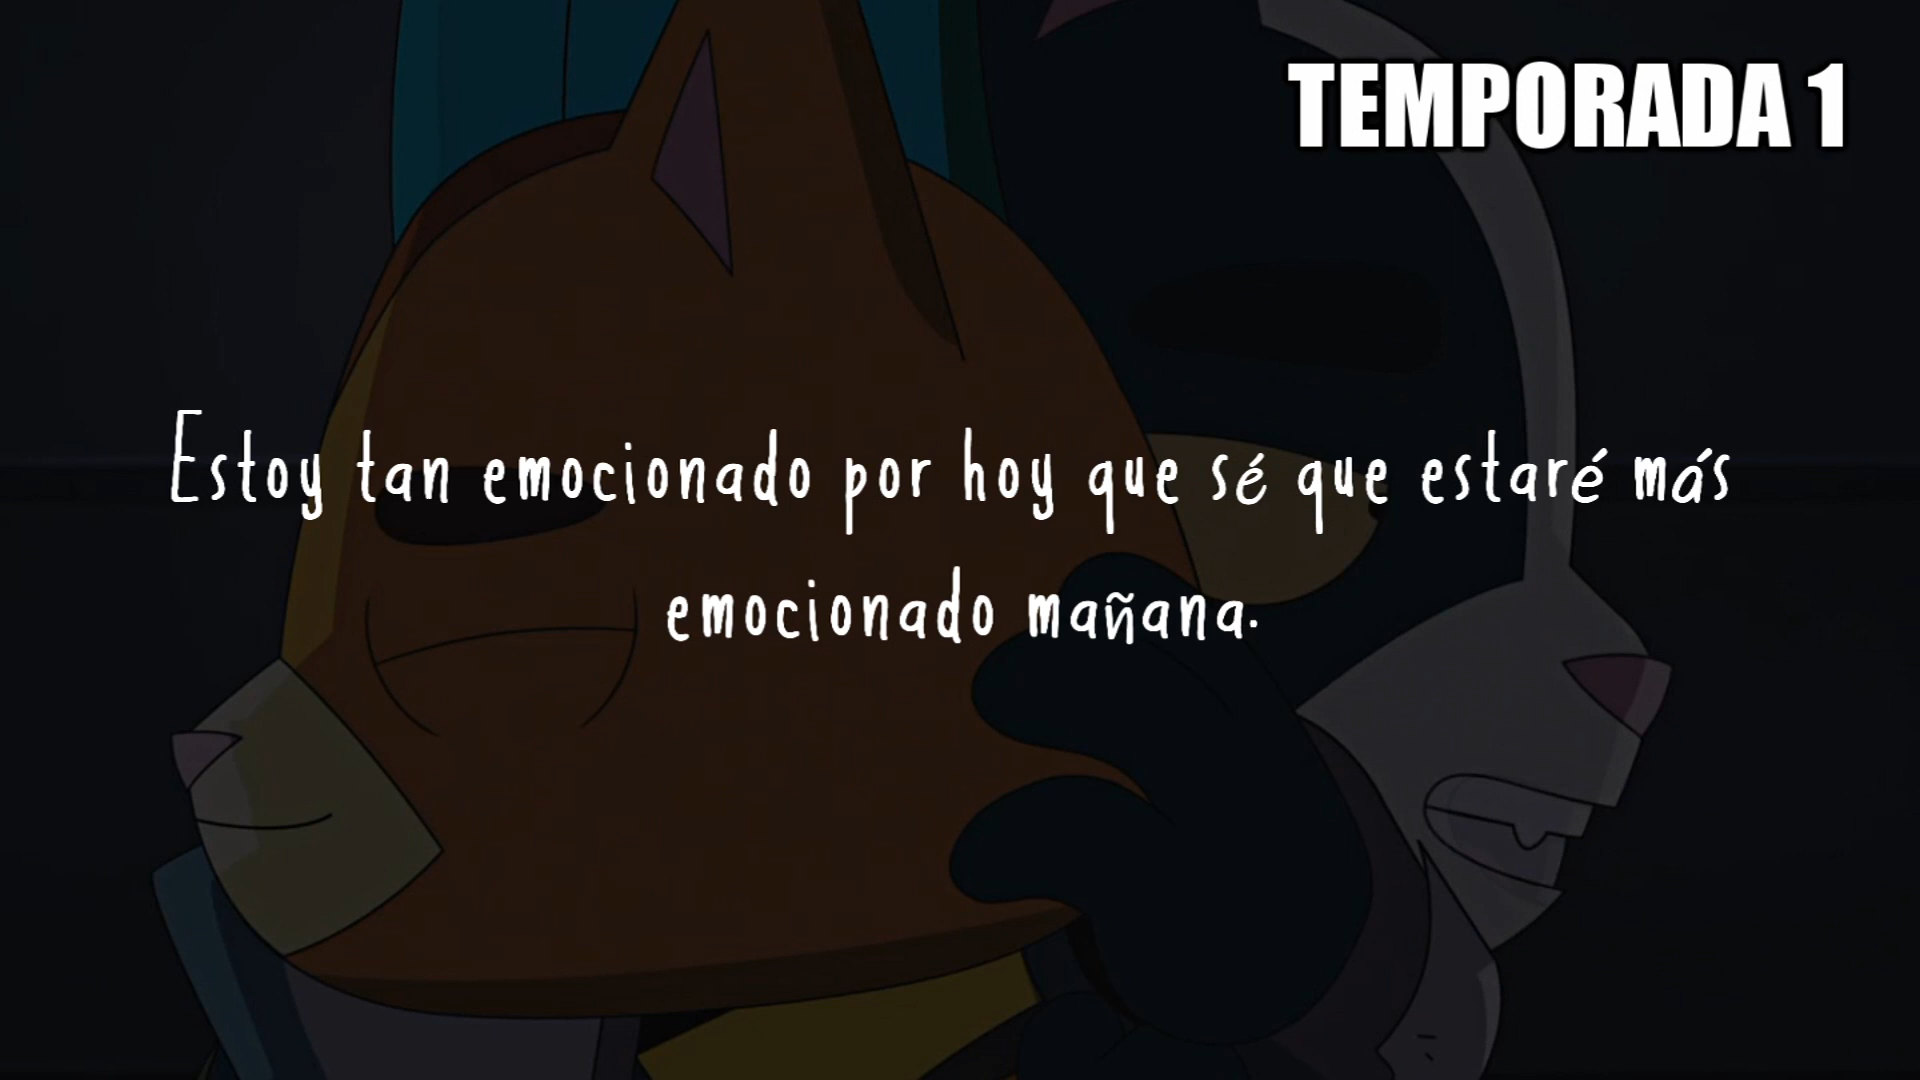 TEMPORADA 1
Estoy tan emocionado por hoy que sé que estaré más
emocionado mañana.